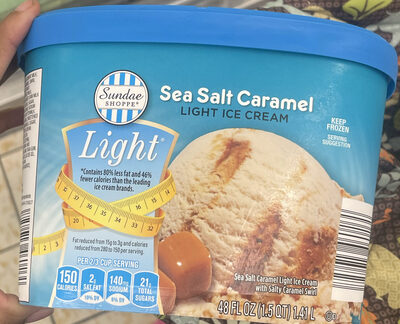 Sundae
SHOPPE®
Sea Salt Caramel
LIGHT ICE CREAM
KEEP
FROZEN
SERVING
SUGGESTION
Light®
*Contains 80% less fat and 46%
fewer calories than the leading
ice cream brands.
Fat reduced from 15g to 3g and calories
reduced from 280 to 150 per serving.
PER 2/3 CUP SERVING
150
CALORIES
2g
SAT FAT
10% DV
140mg
SODIUM
6% DV
21g
TOTAL
SUGARS
Sea Salt Caramel Light Ice Cream
with Salty Caramel Swirl
48 FL OZ (1.5 QT) 1.41 L